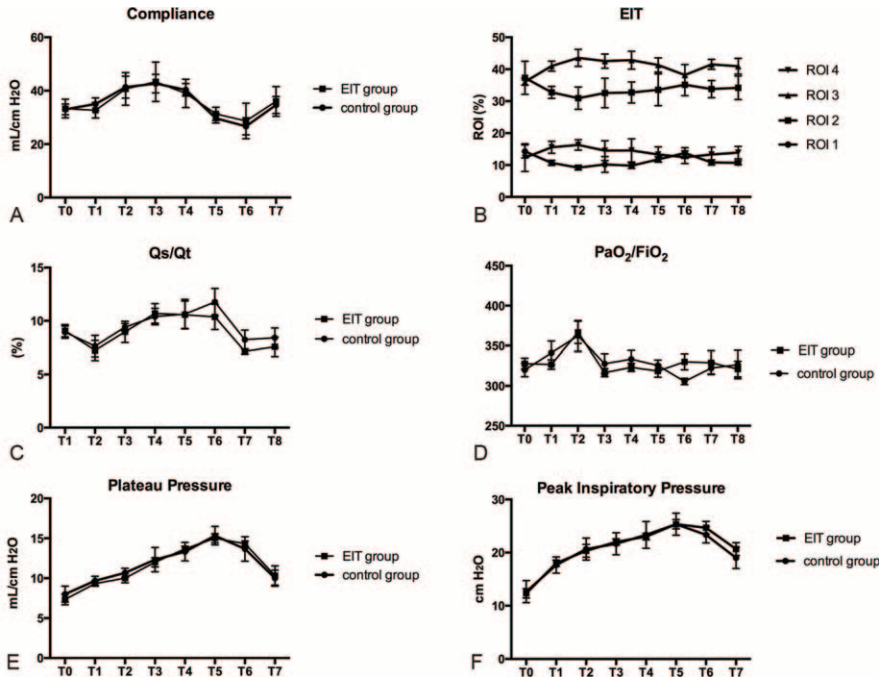 Compliance
60
40
20
0
mL/cm H2O
T0 T1 T2 T3 T4 T5 T6 T7
EIT group
control group
A
EIT
50
40
30
20
10
0
ROI (%)
T0 T1 T2 T3 T4 T5 T6 T7 T8
ROI 4
ROI 3
ROI 2
ROI 1
B
Qs/Qt
15
10
5
0
(%)
T1 T2 T3 T4 T5 T6 T7 T8
EIT group
control group
C
PaO₂/FiO₂
450
400
350
300
250
T0 T1 T2 T3 T4 T5 T6 T7 T8
EIT group
control group
D
Plateau Pressure
20
15
10
5
0
mL/cm H2O
T0 T1 T2 T3 T4 T5 T6 T7
EIT group
control group
E
Peak Inspiratory Pressure
30
20
10
0
cm H2O
T0 T1 T2 T3 T4 T5 T6 T7
EIT group
control group
F